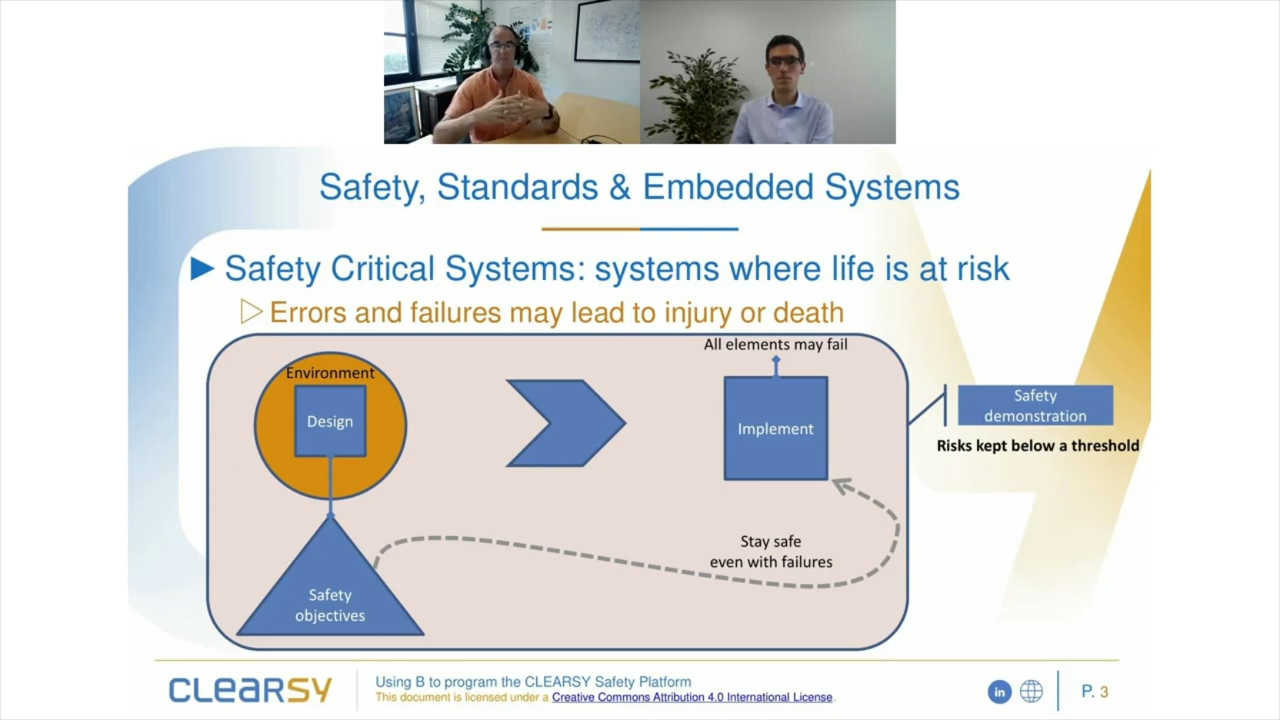 Safety, Standards & Embedded Systems
Safety Critical Systems: systems where life is at risk
Errors and failures may lead to injury or death
All elements may fail
Environment
Design
Implement
Safety
demonstration
Risks kept below a threshold
Stay safe
even with failures
Safety
objectives
CLEARSY
Using B to program the CLEARSY Safety Platform
This document is licensed under a Creative Commons Attribution 4.0 International License.
in
P. 3